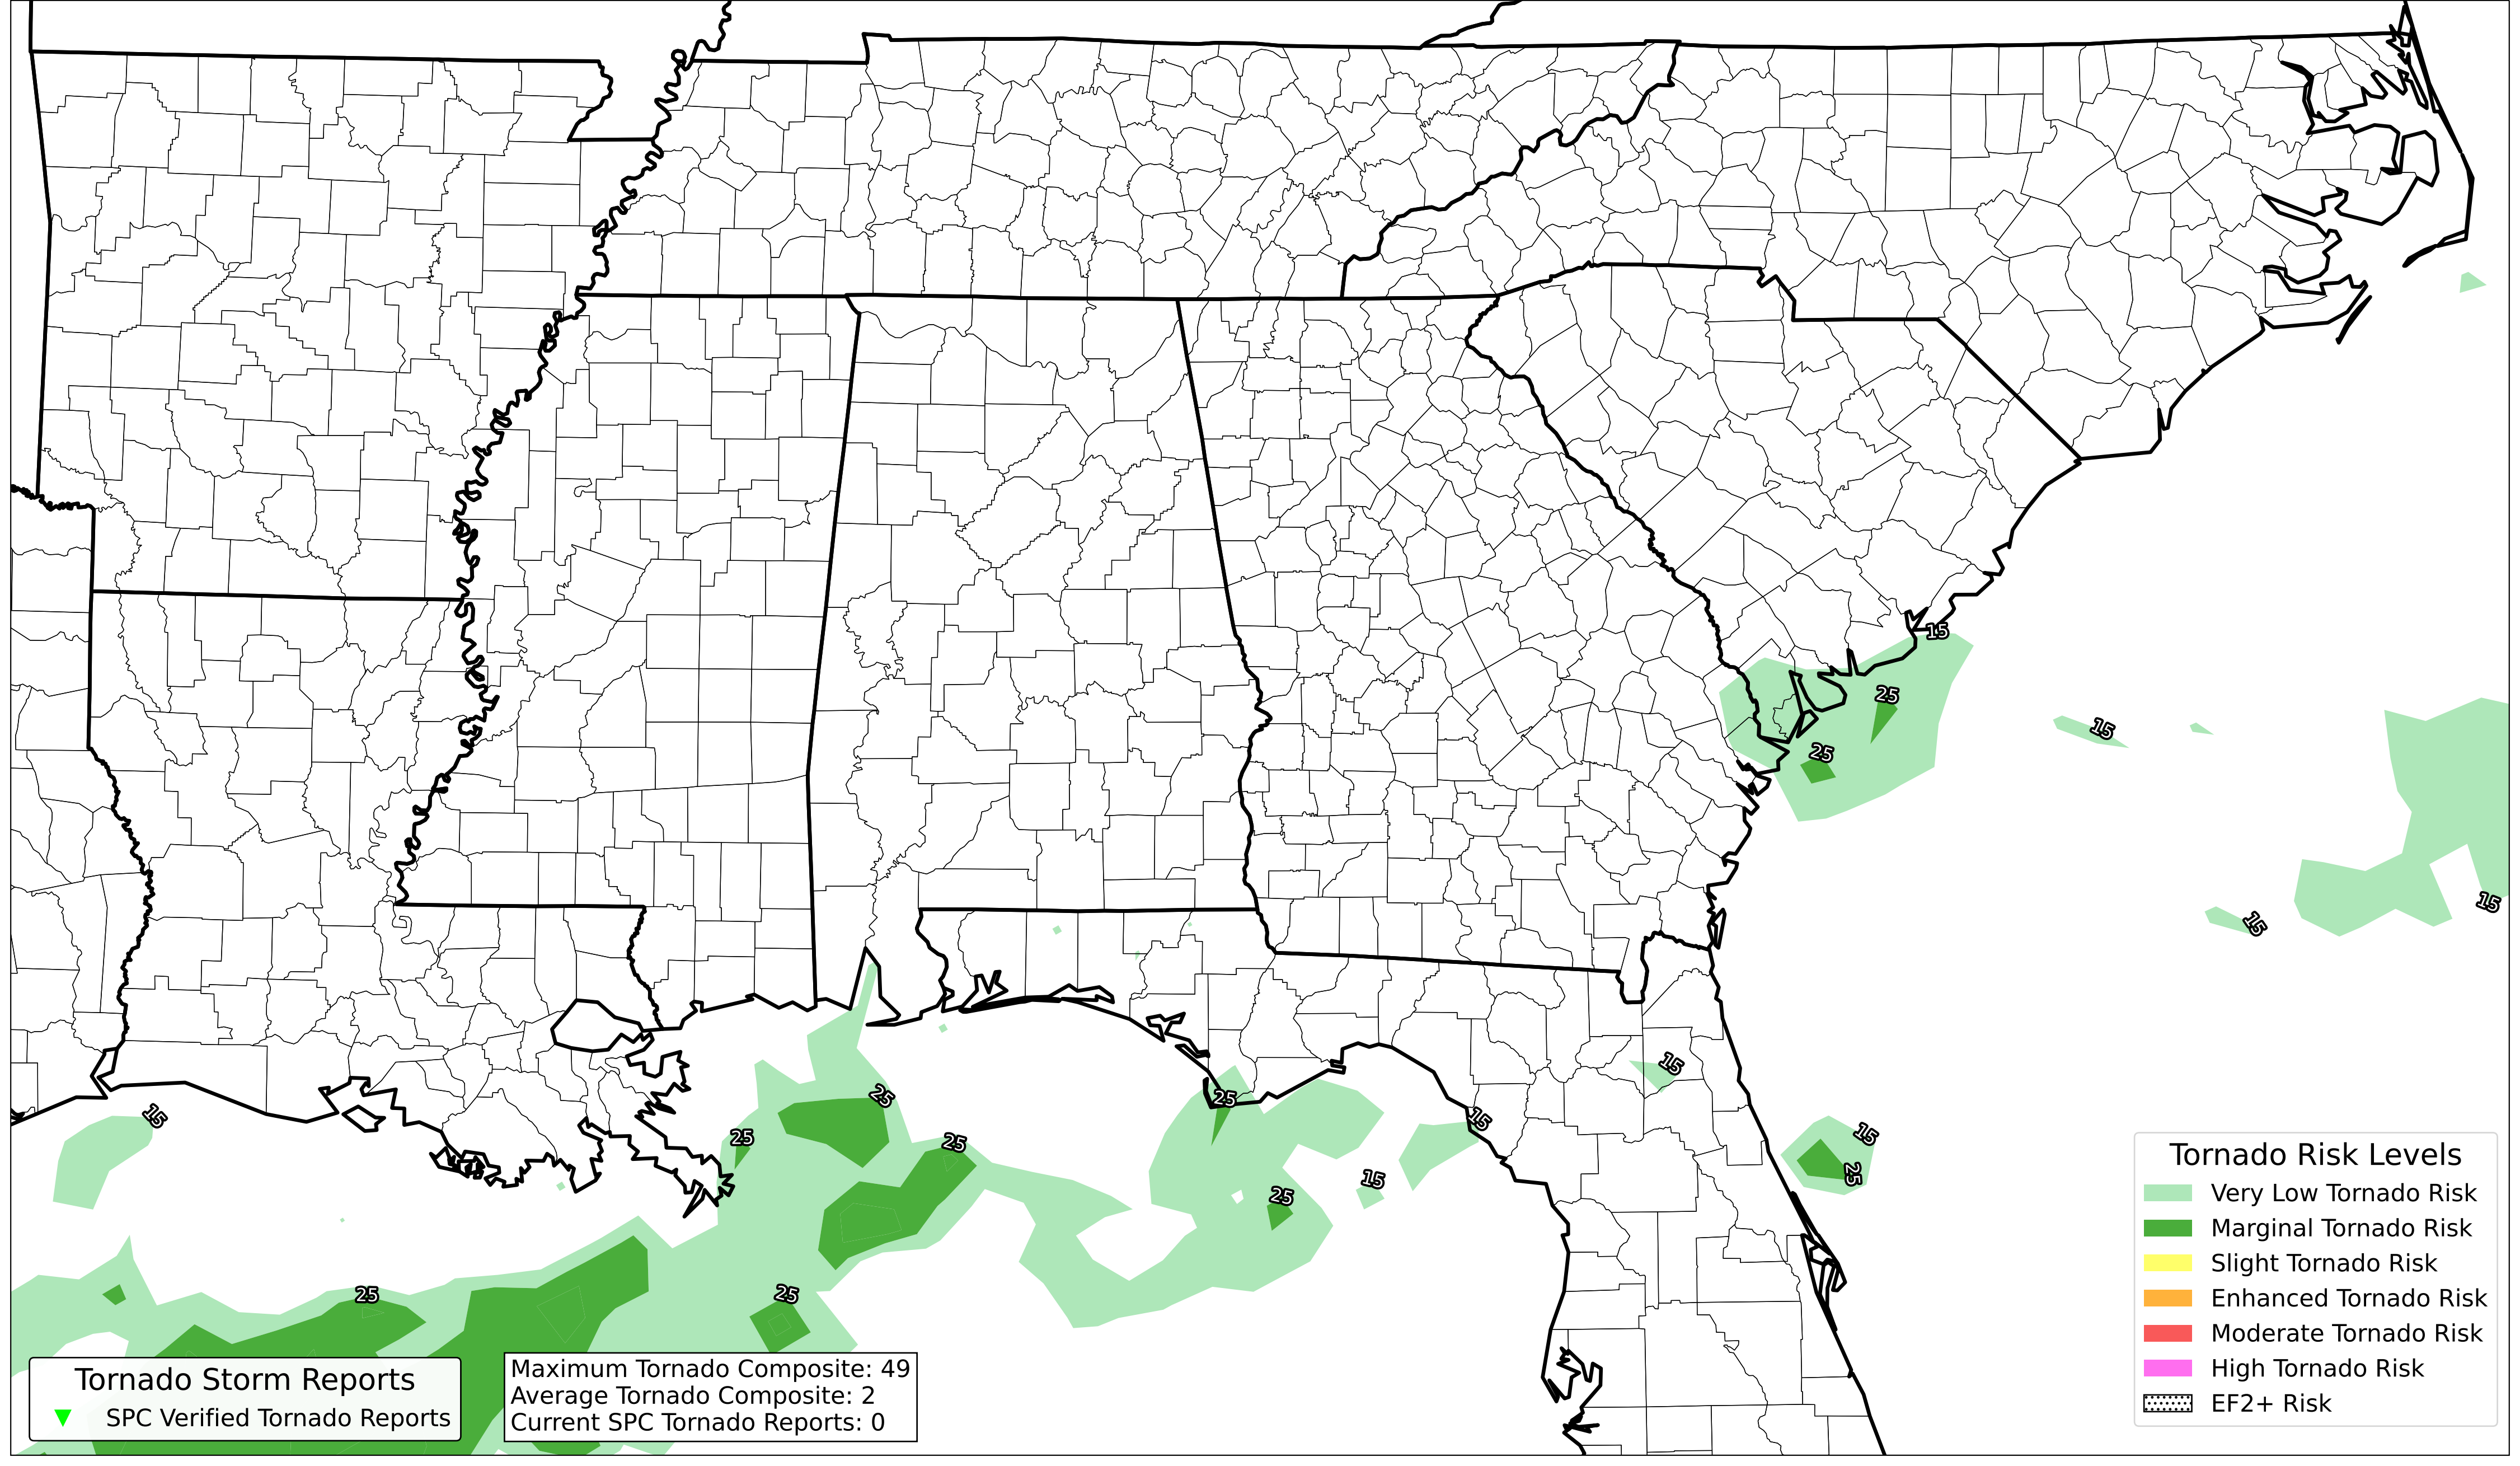 15
25
25
15
15
15
15
25
25
25
25
15
15
15
25
15
25
25
25
Tornado Risk Levels
Very Low Tornado Risk
Marginal Tornado Risk
Slight Tornado Risk
Enhanced Tornado Risk
Moderate Tornado Risk
High Tornado Risk
EF2+ Risk
Tornado Storm Reports
SPC Verified Tornado Reports
Maximum Tornado Composite: 49
Average Tornado Composite: 2
Current SPC Tornado Reports: 0
15